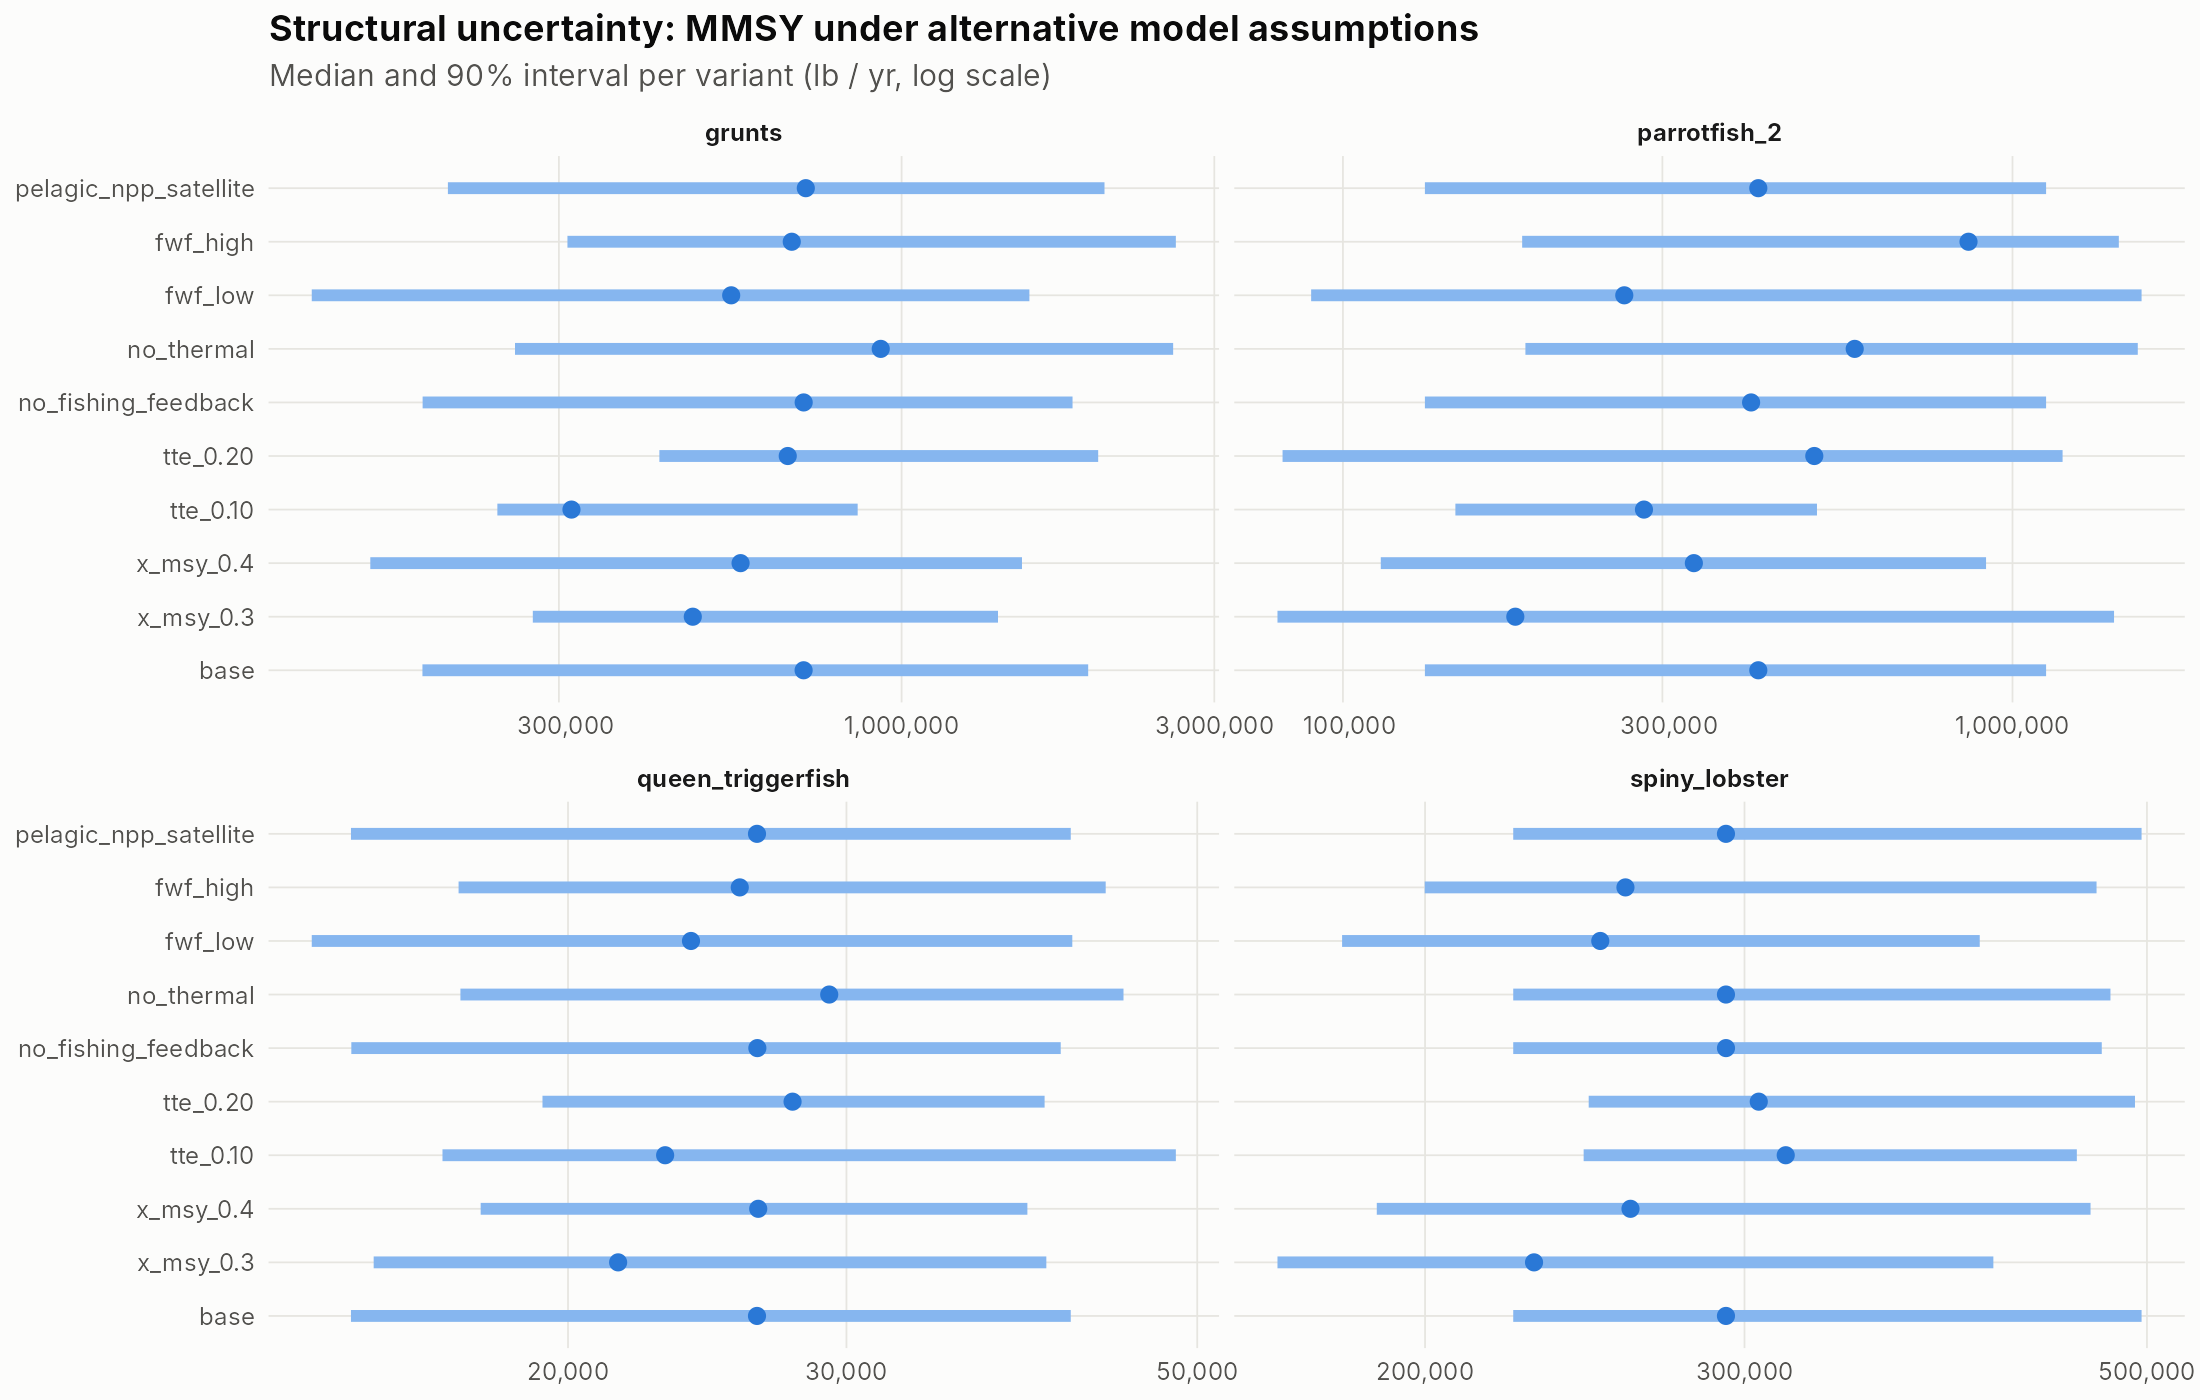 Structural uncertainty: MMSY under alternative model assumptions
Median and 90% interval per variant (lb / yr, log scale)
grunts
parrotfish_2
pelagic_npp_satellite
fwf_high
fwf_low
no_thermal
no_fishing_feedback
tte_0.20
tte_0.10
x_msy_0.4
x_msy_0.3
base
300,000
1,000,000
3,000,000
100,000
300,000
1,000,000
queen_triggerfish
spiny_lobster
pelagic_npp_satellite
fwf_high
fwf_low
no_thermal
no_fishing_feedback
tte_0.20
tte_0.10
x_msy_0.4
x_msy_0.3
base
20,000
30,000
50,000
200,000
300,000
500,000